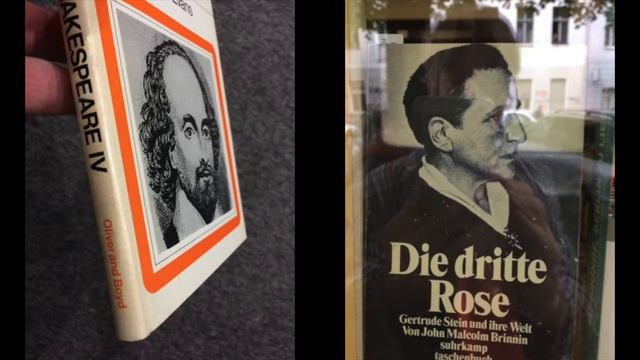 Evans
AKESPEARE IV
Oliver and Boyd
Die dritte
Rose
Gertrude Stein und ihre Welt
Von John Malcolm Brinnin
suhrkamp
taschenbuch